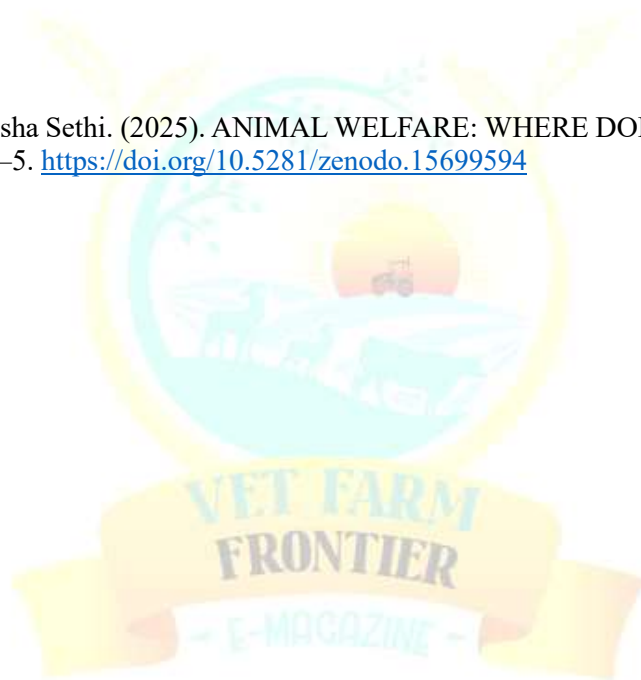 sha Sethi. (2025). ANIMAL WELFARE: WHERE DO
–5. https://doi.org/10.5281/zenodo.15699594
VET FARM
FRONTIER
- E-MAGAZINE -